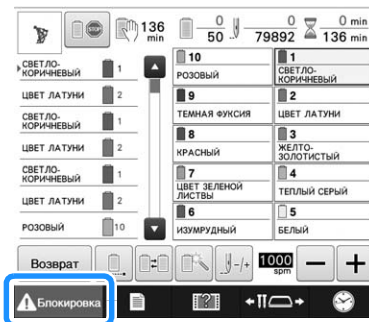 136
min
0
50
0
79892
0 min
136 min
СВЕТЛО-
КОРИЧНЕВЫЙ 1
ЦВЕТ ЛАТУНИ 2
СВЕТЛО-
КОРИЧНЕВЫЙ 1
ЦВЕТ ЛАТУНИ 2
СВЕТЛО-
КОРИЧНЕВЫЙ 1
ЦВЕТ ЛАТУНИ 2
РОЗОВЫЙ 10
10
РОЗОВЫЙ
9
ТЕМНАЯ ФУКСИЯ
8
КРАСНЫЙ
7
ЦВЕТ ЗЕЛЕНОЙ
ЛИСТВЫ
6
ИЗУМРУДНЫЙ
1
СВЕТЛО-
КОРИЧНЕВЫЙ
2
ЦВЕТ ЛАТУНИ
3
ЖЕЛТО-
ЗОЛОТИСТЫЙ
4
ТЕПЛЫЙ СЕРЫЙ
5
БЕЛЫЙ
Возврат
-/+
1000
spm
− +
Блокировка
?